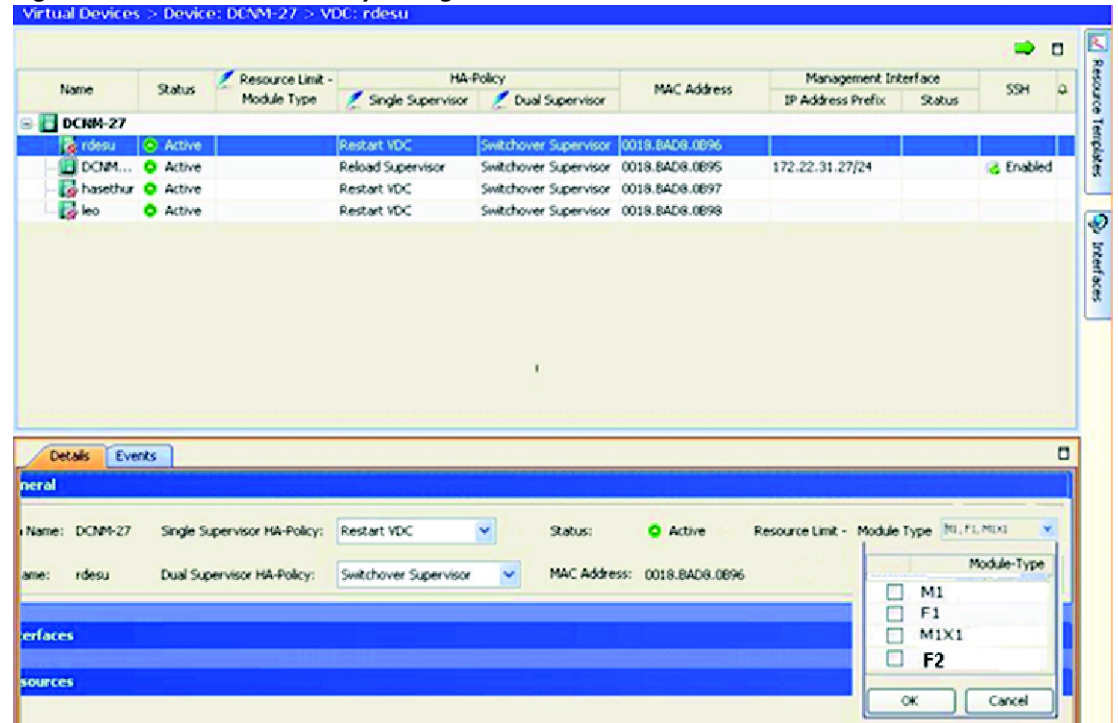 Virtual Devices > Device: DCNM-27 > VDC: rdesu
Name Status Resource Limit - Module Type HA-Policy MAC Address Management Interface SSH
Single Supervisor Dual Supervisor IP Address Prefix Status
DCNM-27
rdesu Active Restart VDC Switchover Supervisor 0018.BAD8.0B96
DCNM... Active Reload Supervisor Switchover Supervisor 0018.BAD8.0B95 172.22.31.27/24 Enabled
hasethur Active Restart VDC Switchover Supervisor 0018.BAD8.0B97
leo Active Restart VDC Switchover Supervisor 0018.BAD8.0B98
Resource Templates
Interfaces
Details Events
neral
Name: DCNM-27 Single Supervisor HA-Policy: Restart VDC Status: Active Resource Limit - Module Type M1, F1, M1X1
ame: rdesu Dual Supervisor HA-Policy: Switchover Supervisor MAC Address: 0018.BAD8.0B96
Module-Type
M1
F1
M1X1
F2
erfaces
sources
OK Cancel